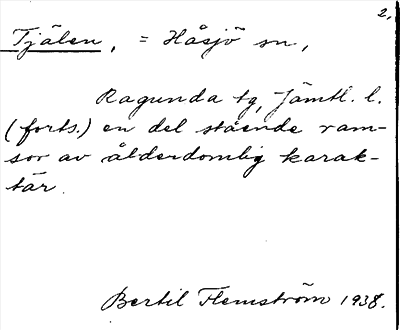 2.
Tjälen, = Håsjö sn,
Ragunda tg, Jämtl. l.
(forts.) en del stående ram-
sor av ålderdomlig karak-
tär.
Bertil Flemström 1938.